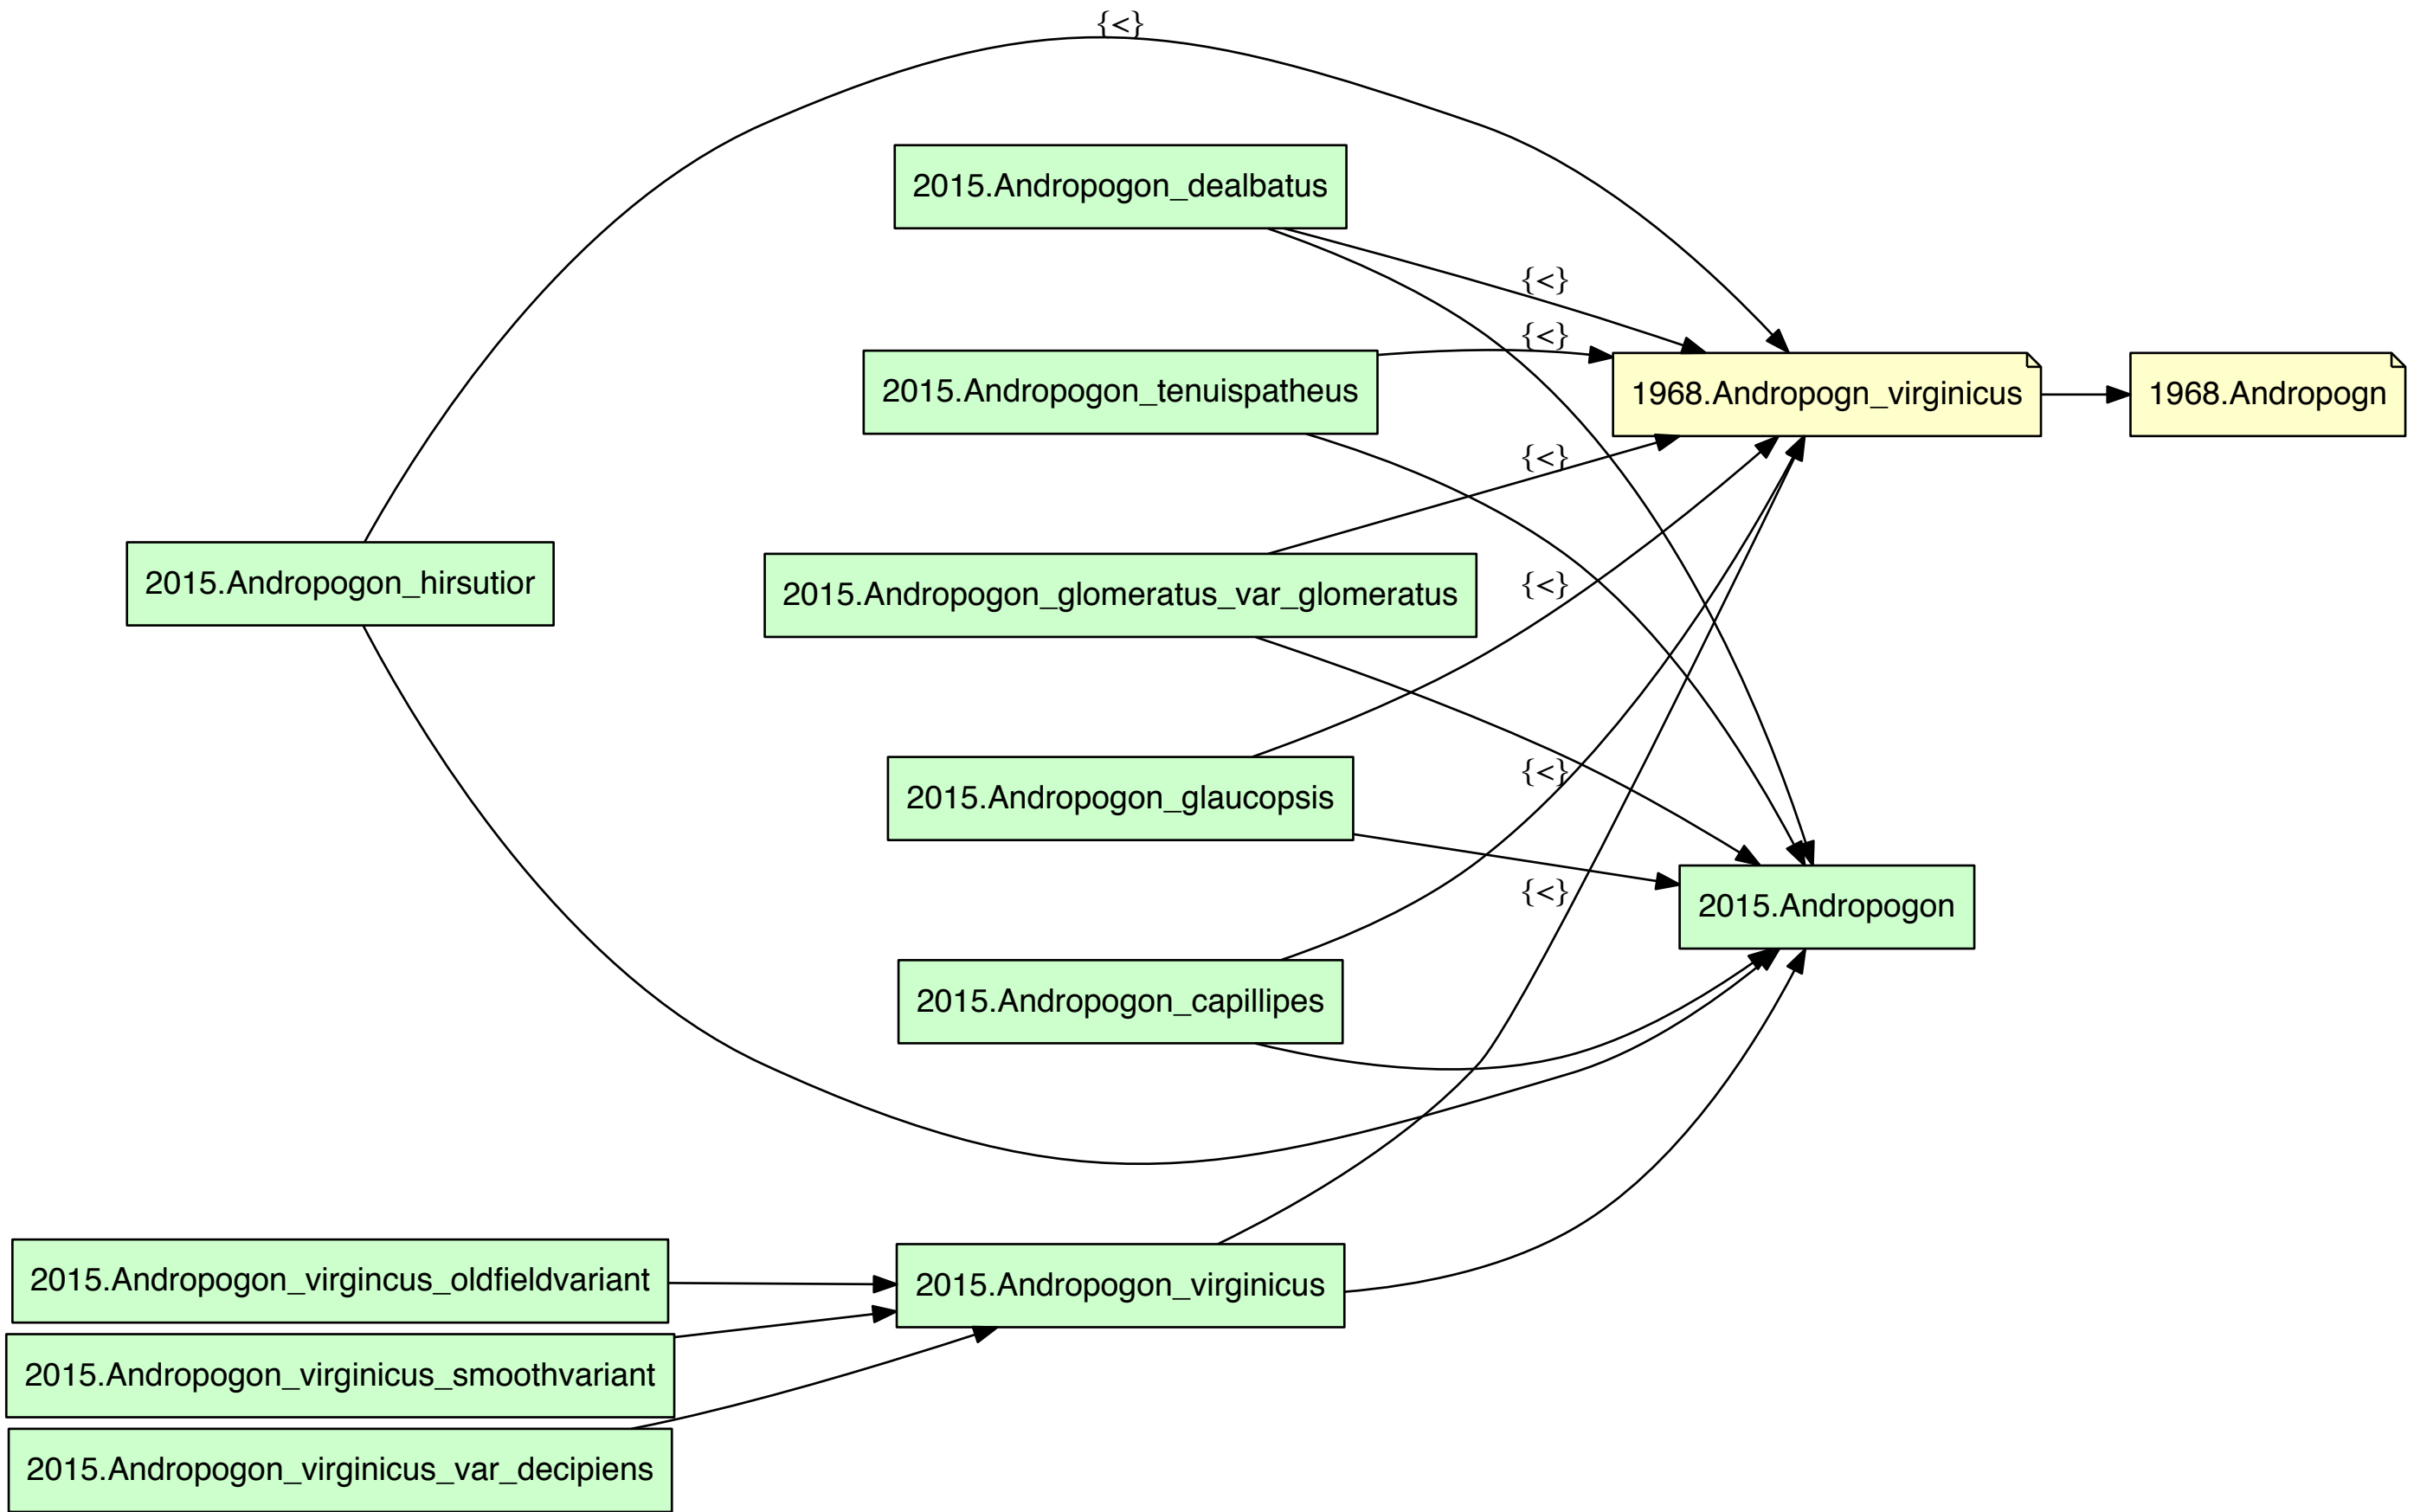 {<}
2015.Andropogon_dealbatus
{<}
{<}
2015.Andropogon_tenuispatheus
1968.Andropogn_virginicus
1968.Andropogn
{<}
2015.Andropogon_hirsutior
2015.Andropogon_glomeratus_var_glomeratus
{<}
{<}
2015.Andropogon_glaucopsis
{<}
2015.Andropogon
2015.Andropogon_capillipes
2015.Andropogon_virgincus_oldfieldvariant
2015.Andropogon_virginicus
2015.Andropogon_virginicus_smoothvariant
2015.Andropogon_virginicus_var_decipiens